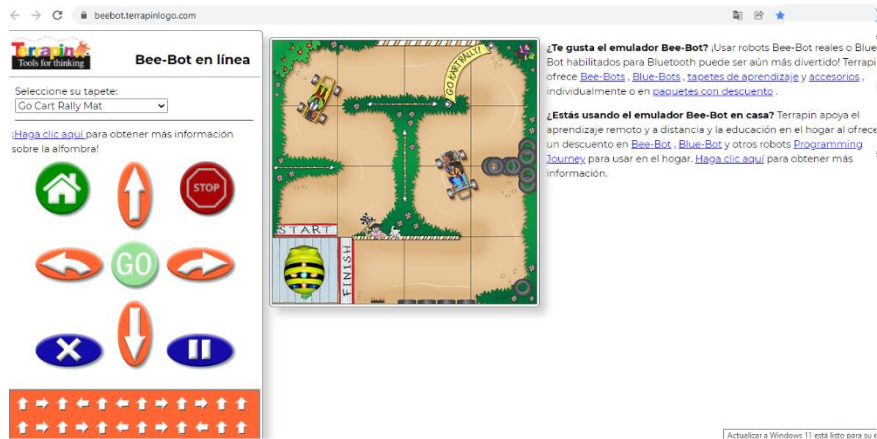 beebot.terrapinlogo.com
Terrapin
Tools for thinking
Bee-Bot en línea
Seleccione su tapete:
Go Cart Rally Mat
¡Haga clic aquí para obtener más información
sobre la alfombra!
STOP
GO
GO KART RALLY!
START
FINISH
¿Te gusta el emulador Bee-Bot? ¡Usar robots Bee-Bot reales o Blue
Bot habilitados para Bluetooth puede ser aún más divertido! Terrapi
ofrece Bee-Bots , Blue-Bots , tapetes de aprendizaje y accesorios ,
individualmente o en paquetes con descuento .
¿Estás usando el emulador Bee-Bot en casa? Terrapin apoya el
aprendizaje remoto y a distancia y la educación en el hogar al ofrece
un descuento en Bee-Bot , Blue-Bot y otros robots Programming
Journey para usar en el hogar. Haga clic aquí para obtener más
información.
Actualizar a Windows 11 está listo para su e